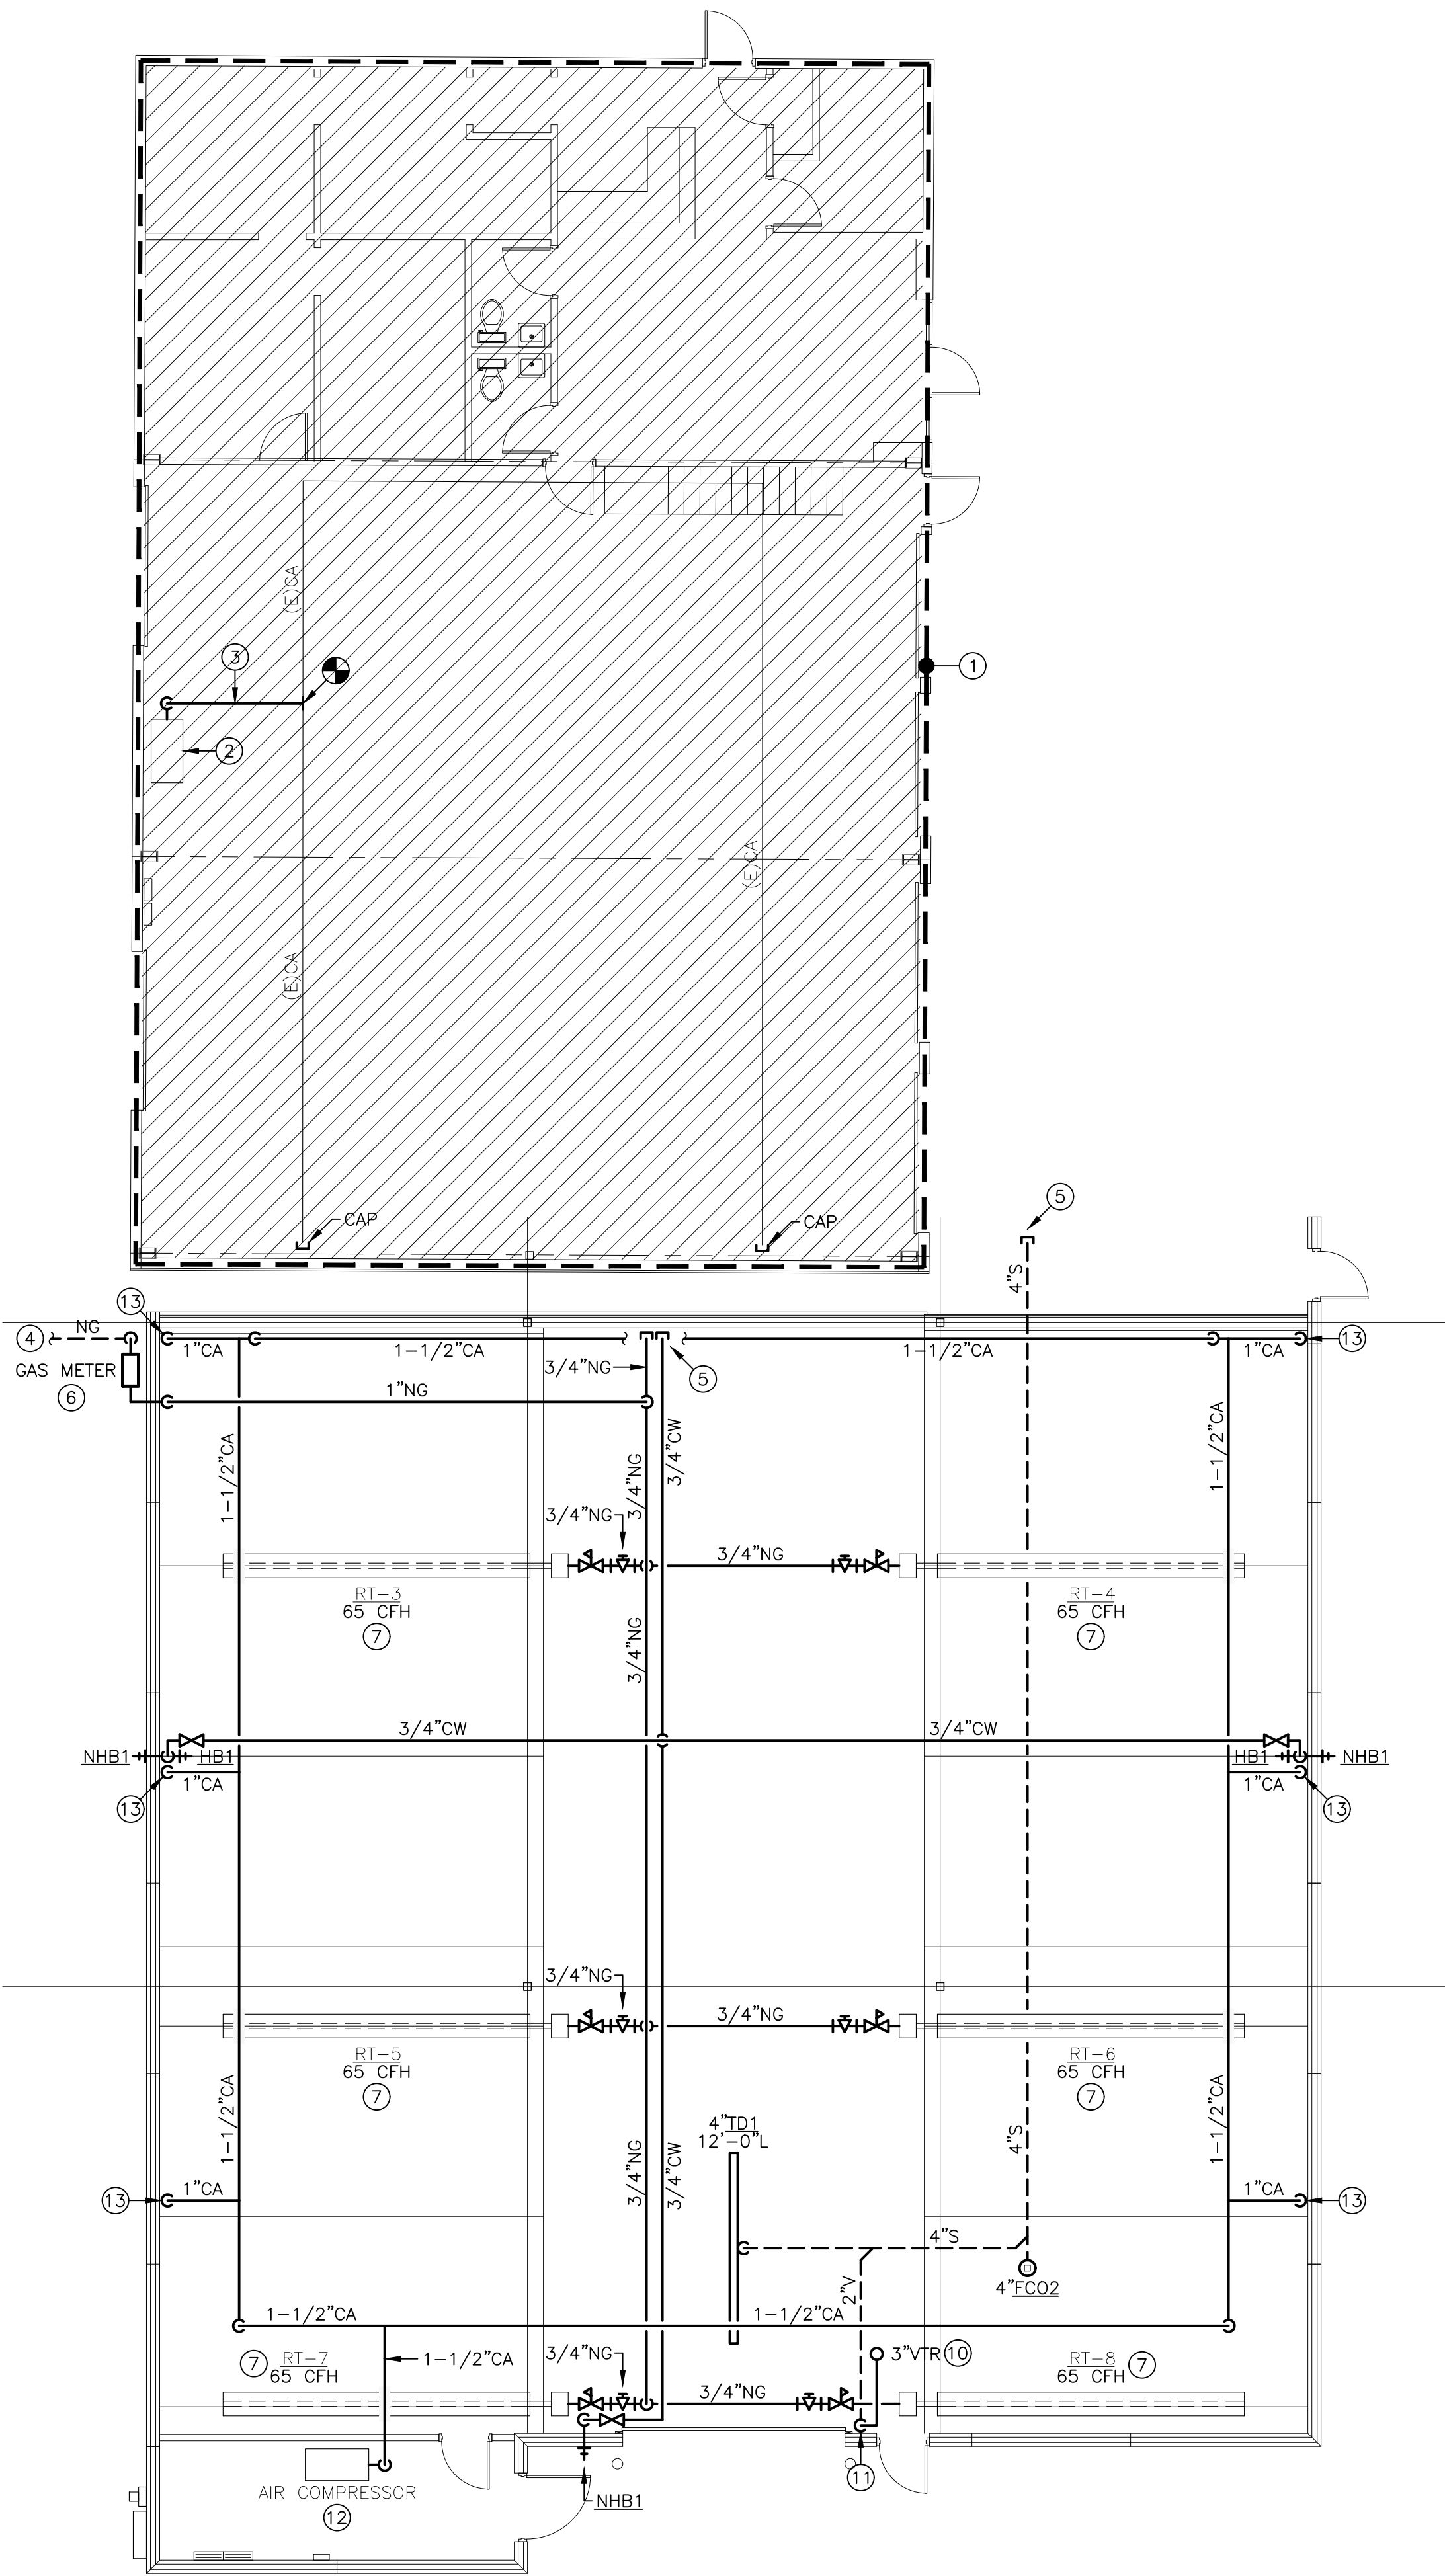 (E)CA
3
1
2
(E)CA
(E)CA
5
CAP
CAP
4"S
13
4
NG
1"CA
1-1/2"CA
1-1/2"CA
1"CA
13
GAS METER
3/4"NG
5
6
1"NG
1-1/2"CA
3/4"NG
3/4"CW
1-1/2"CA
3/4"NG
3/4"NG
RT-3
65 CFH
7
RT-4
65 CFH
7
3/4"NG
3/4"CW
3/4"CW
NHB1
HB1
HB1
NHB1
1"CA
1"CA
13
13
3/4"NG
3/4"NG
RT-5
65 CFH
7
RT-6
65 CFH
7
1-1/2"CA
4"TD1
12'-0"L
3/4"NG
3/4"CW
4"S
1-1/2"CA
13
1"CA
1"CA
13
4"S
2"V
4"FCO2
1-1/2"CA
1-1/2"CA
7
RT-7
65 CFH
1-1/2"CA
3/4"NG
3"VTR
10
RT-8
65 CFH
7
3/4"NG
AIR COMPRESSOR
12
NHB1
11